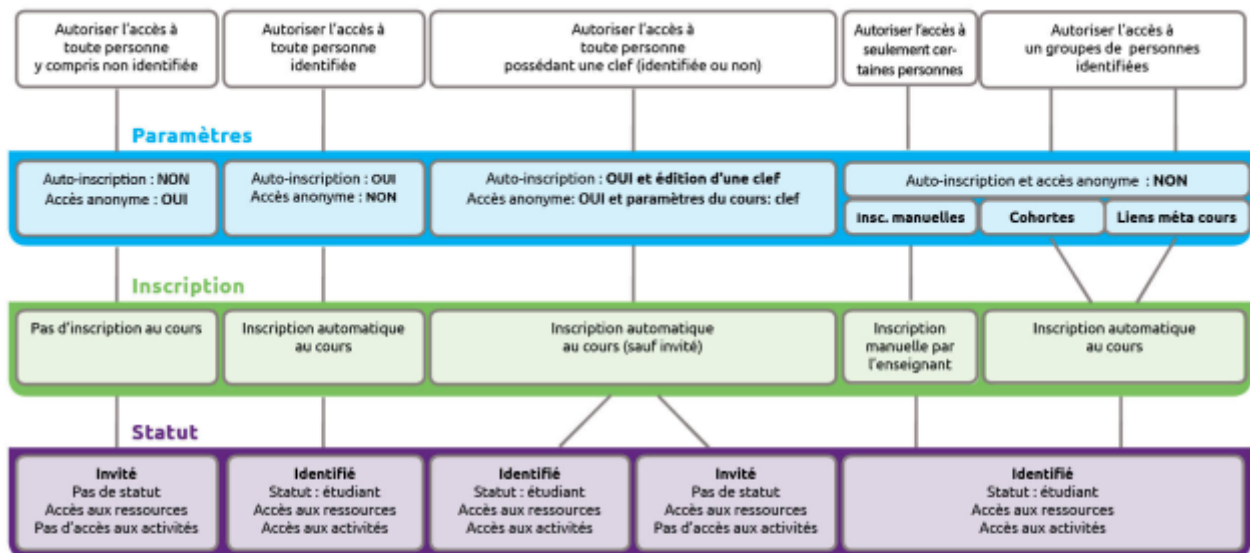 Autoriser l'accès à
toute personne
y compris non identifiée
Autoriser l'accès à
toute personne
identifiée
Autoriser l'accès à
toute personne
possédant une clef (identifiée ou non)
Autoriser l'accès à
seulement cer-
taines personnes
Autoriser l'accès à
un groupes de personnes
identifiées
Paramètres
Auto-inscription : NON
Accès anonyme : OUI
Auto-inscription : OUI
Accès anonyme : NON
Auto-inscription : OUI et édition d'une clef
Accès anonyme: OUI et paramètres du cours: clef
Auto-inscription et accès anonyme : NON
Insc. manuelles
Cohortes
Liens méta cours
Inscription
Pas d'inscription au cours
Inscription automatique
au cours
Inscription automatique
au cours (sauf invité)
Inscription
manuelle par
l'enseignant
Inscription automatique
au cours
Statut
Invité
Pas de statut
Accès aux ressources
Pas d'accès aux activités
Identifié
Statut : étudiant
Accès aux ressources
Accès aux activités
Identifié
Statut : étudiant
Accès aux ressources
Accès aux activités
Invité
Pas de statut
Accès aux ressources
Pas d'accès aux activités
Identifié
Statut : étudiant
Accès aux ressources
Accès aux activités